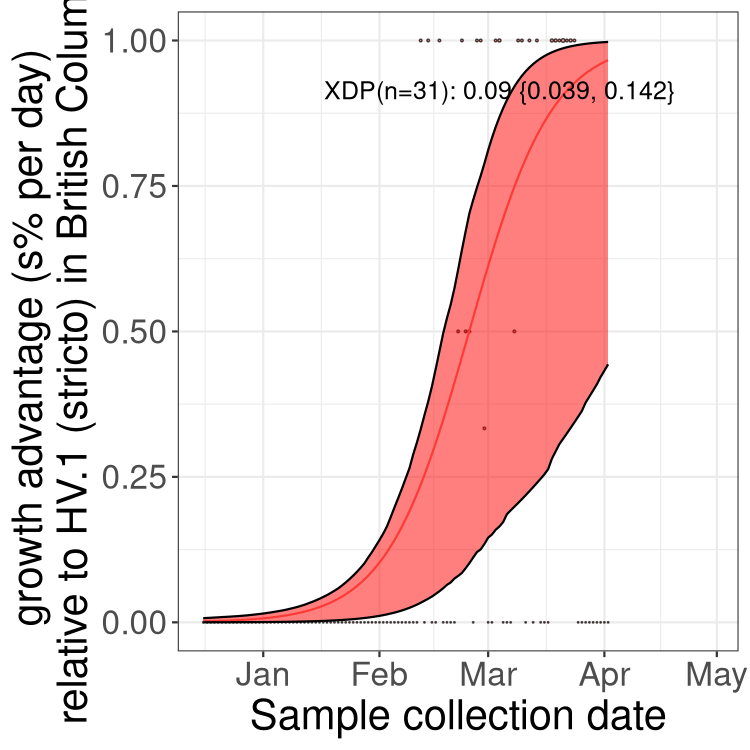 growth advantage (s% per day)
relative to HV.1 (stricto) in British Colum
1.00
0.75
0.50
0.25
0.00
XDP(n=31): 0.09 {0.039, 0.142}
Jan Feb Mar Apr May
Sample collection date